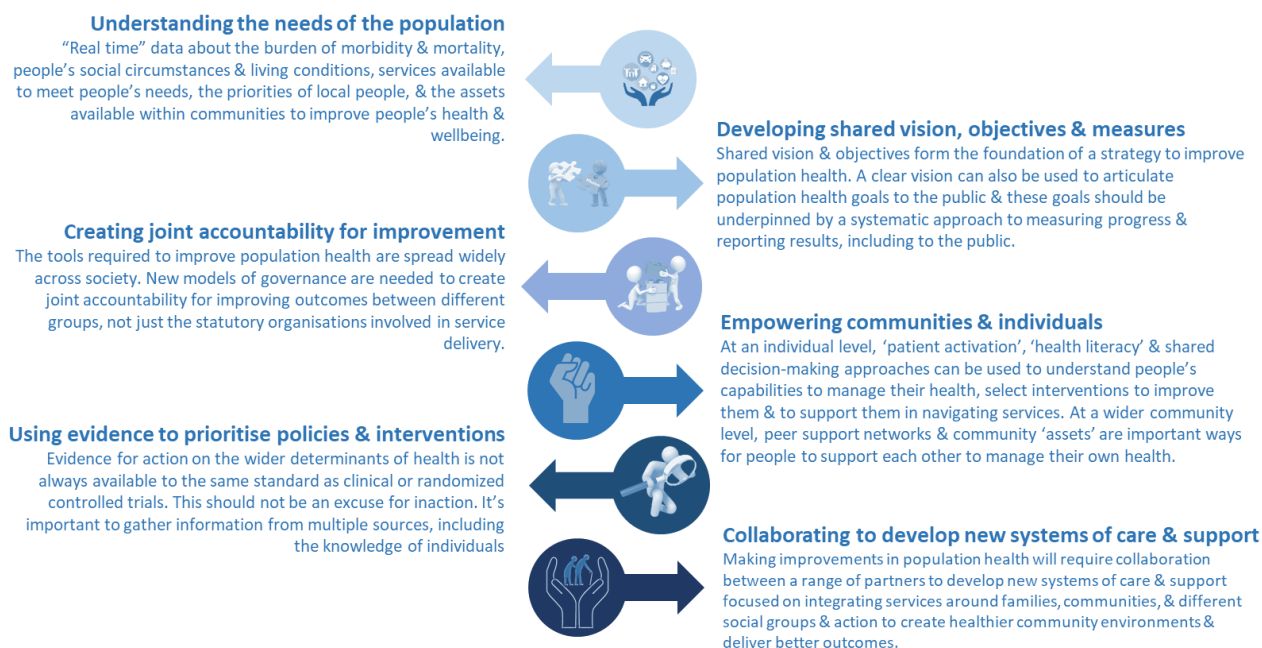 Understanding the needs of the population
“Real time” data about the burden of morbidity & mortality,
people’s social circumstances & living conditions, services available
to meet people’s needs, the priorities of local people, & the assets
available within communities to improve people’s health &
wellbeing.
Developing shared vision, objectives & measures
Shared vision & objectives form the foundation of a strategy to improve
population health. A clear vision can also be used to articulate
population health goals to the public & these goals should be
underpinned by a systematic approach to measuring progress &
reporting results, including to the public.
Creating joint accountability for improvement
The tools required to improve population health are spread widely
across society. New models of governance are needed to create
joint accountability for improving outcomes between different
groups, not just the statutory organisations involved in service
delivery.
Empowering communities & individuals
At an individual level, ‘patient activation’, ‘health literacy’ & shared
decision-making approaches can be used to understand people’s
capabilities to manage their health, select interventions to improve
them & to support them in navigating services. At a wider community
level, peer support networks & community ‘assets’ are important ways
for people to support each other to manage their own health.
Using evidence to prioritise policies & interventions
Evidence for action on the wider determinants of health is not
always available to the same standard as clinical or randomized
controlled trials. This should not be an excuse for inaction. It’s
important to gather information from multiple sources, including
the knowledge of individuals
Collaborating to develop new systems of care & support
Making improvements in population health will require collaboration
between a range of partners to develop new systems of care & support
focused on integrating services around families, communities, & different
social groups & action to create healthier community environments &
deliver better outcomes.